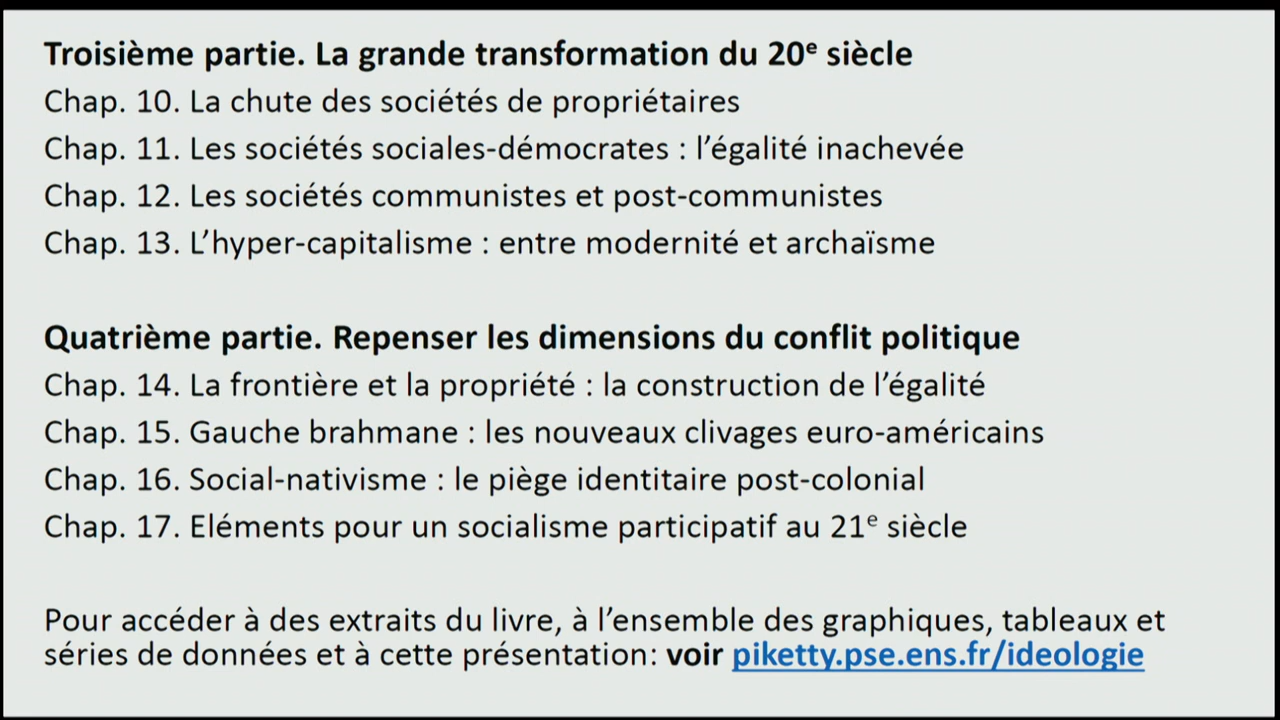 Troisième partie. La grande transformation du 20e siècle
Chap. 10. La chute des sociétés de propriétaires
Chap. 11. Les sociétés sociales-démocrates : l’égalité inachevée
Chap. 12. Les sociétés communistes et post-communistes
Chap. 13. L’hyper-capitalisme : entre modernité et archaïsme
Quatrième partie. Repenser les dimensions du conflit politique
Chap. 14. La frontière et la propriété : la construction de l’égalité
Chap. 15. Gauche brahmane : les nouveaux clivages euro-américains
Chap. 16. Social-nativisme : le piège identitaire post-colonial
Chap. 17. Eléments pour un socialisme participatif au 21e siècle
Pour accéder à des extraits du livre, à l’ensemble des graphiques, tableaux et
séries de données et à cette présentation: voir piketty.pse.ens.fr/ideologie